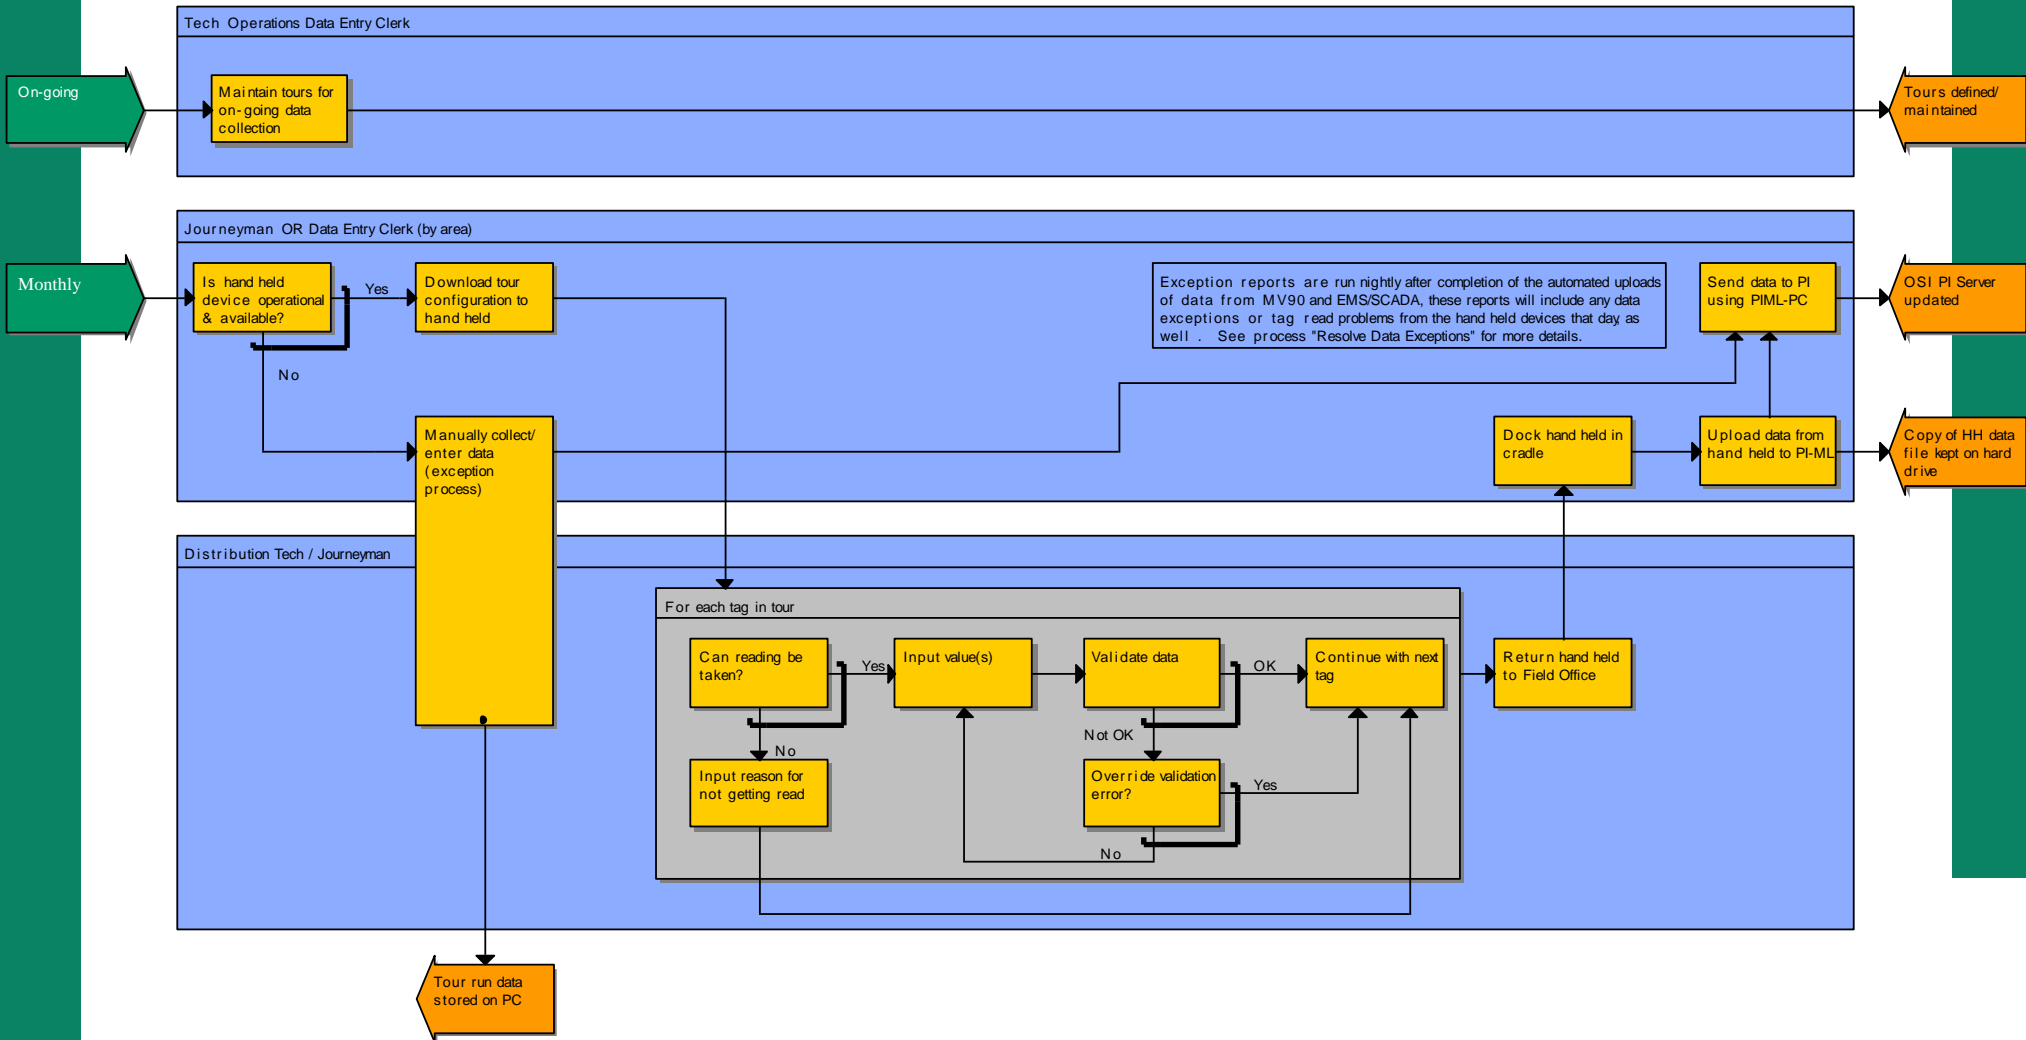 Tech Operations Data Entry Clerk
On-going
Maintain tours for
on-going data
collection
Tours defined/
maintained
Journeyman OR Data Entry Clerk (by area)
Monthly
Is hand held
device operational
& available?
Yes
No
Download tour
configuration to
hand held
Exception reports are run nightly after completion of the automated uploads
of data from MV90 and EMS/SCADA, these reports will include any data
exceptions or tag read problems from the hand held devices that day, as
well . See process "Resolve Data Exceptions" for more details.
Send data to PI
using PIML-PC
OSI PI Server
updated
Manually collect/
enter data
(exception
process)
Dock hand held in
cradle
Upload data from
hand held to PI-ML
Copy of HH data
file kept on hard
drive
Distribution Tech / Journeyman
For each tag in tour
Can reading be
taken?
Yes
Input value(s)
Validate data
OK
Continue with next
tag
Return hand held
to Field Office
No
Not OK
Input reason for
not getting read
Override validation
error?
Yes
No
Tour run data
stored on PC